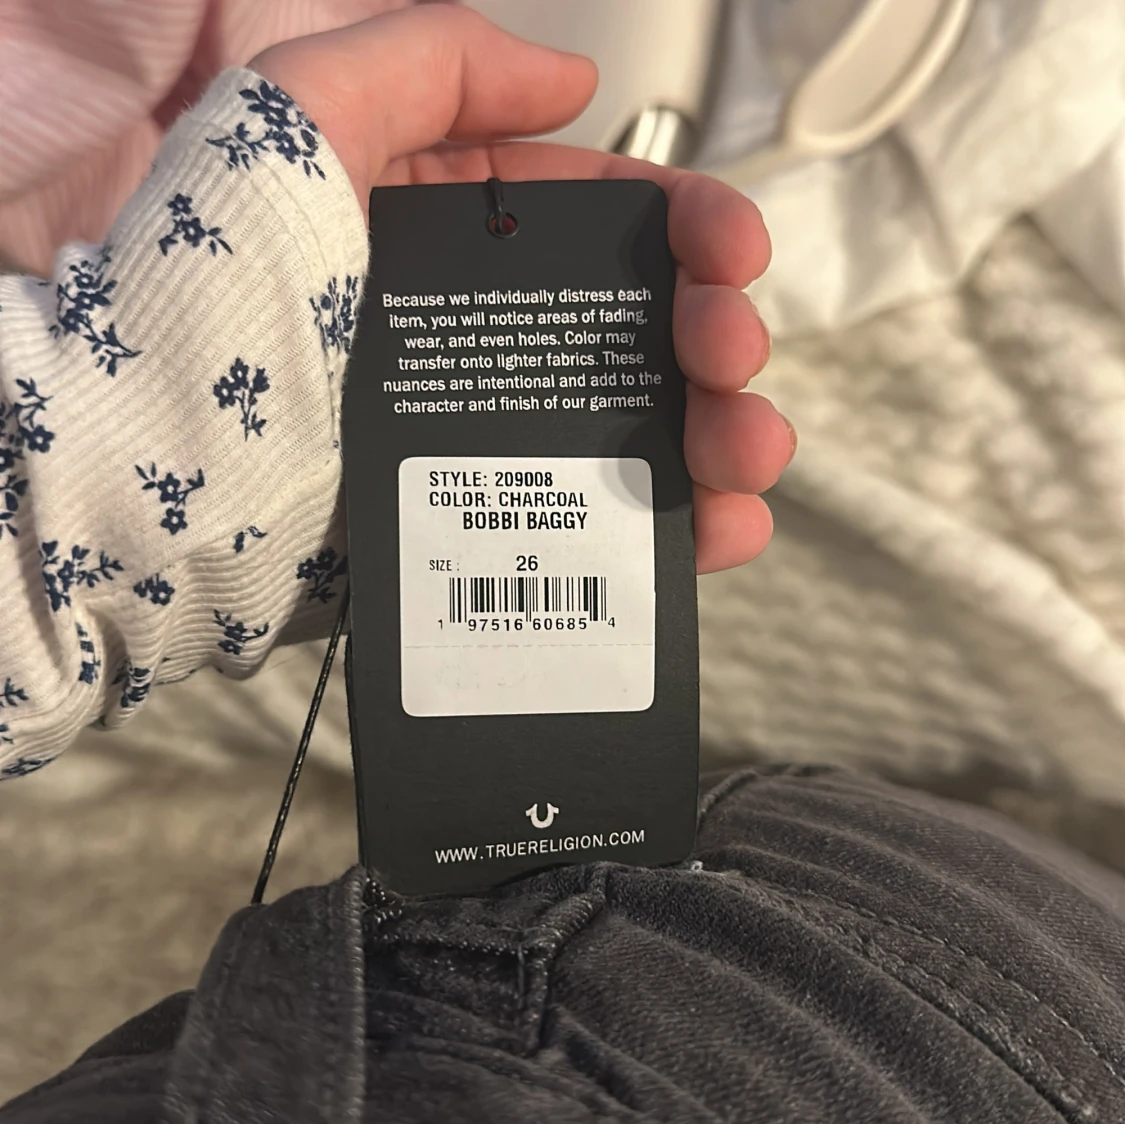 Because we individually distress each
item, you will notice areas of fading,
wear, and even holes. Color may
transfer onto lighter fabrics. These
nuances are intentional and add to the
character and finish of our garment.
STYLE: 209008
COLOR: CHARCOAL
BOBBI BAGGY
SIZE: 26
1 97516 60685 4
WWW.TRUERELIGION.COM